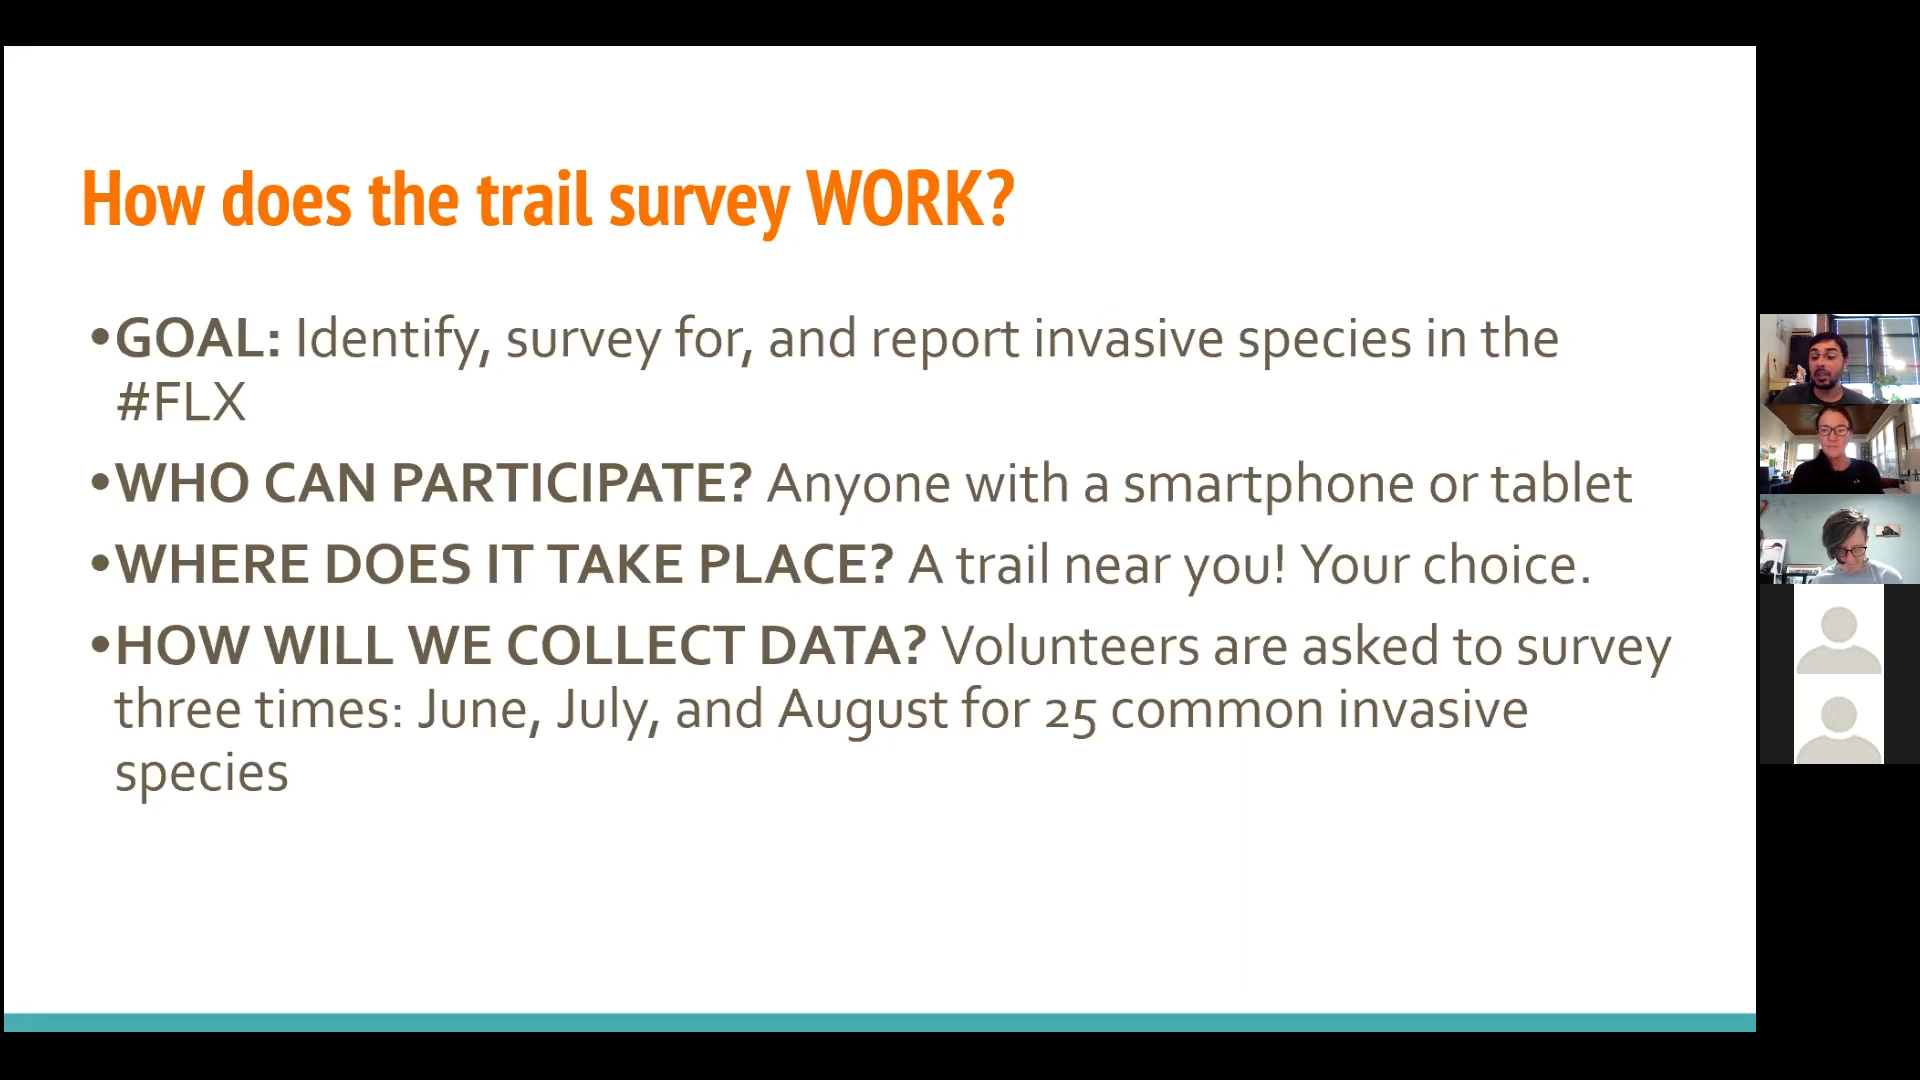 How does the trail survey WORK?
•GOAL: Identify, survey for, and report invasive species in the
#FLX
•WHO CAN PARTICIPATE? Anyone with a smartphone or tablet
•WHERE DOES IT TAKE PLACE? A trail near you! Your choice.
•HOW WILL WE COLLECT DATA? Volunteers are asked to survey
three times: June, July, and August for 25 common invasive
species